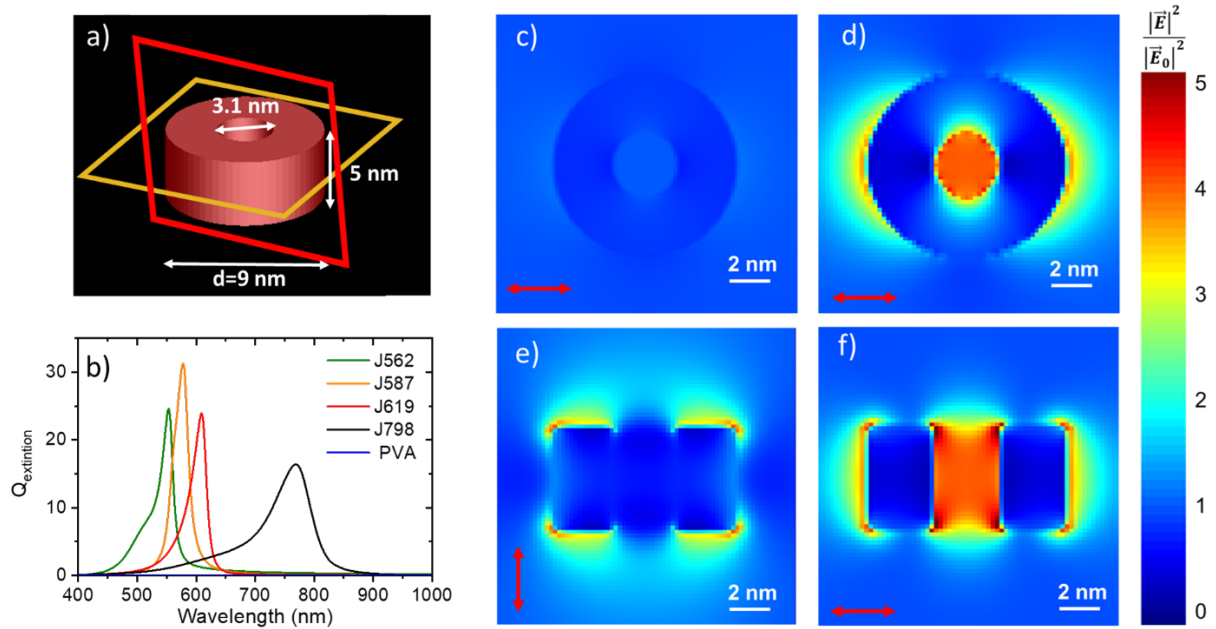 a)
3.1 nm
5 nm
d=9 nm
b)
Q extintion
30
20
10
0
J562
J587
J619
J798
PVA
400 500 600 700 800 900 1000
Wavelength (nm)
c)
2 nm
d)
2 nm
e)
2 nm
f)
2 nm
|E⃗|²
|E⃗₀|²
5
4
3
2
1
0